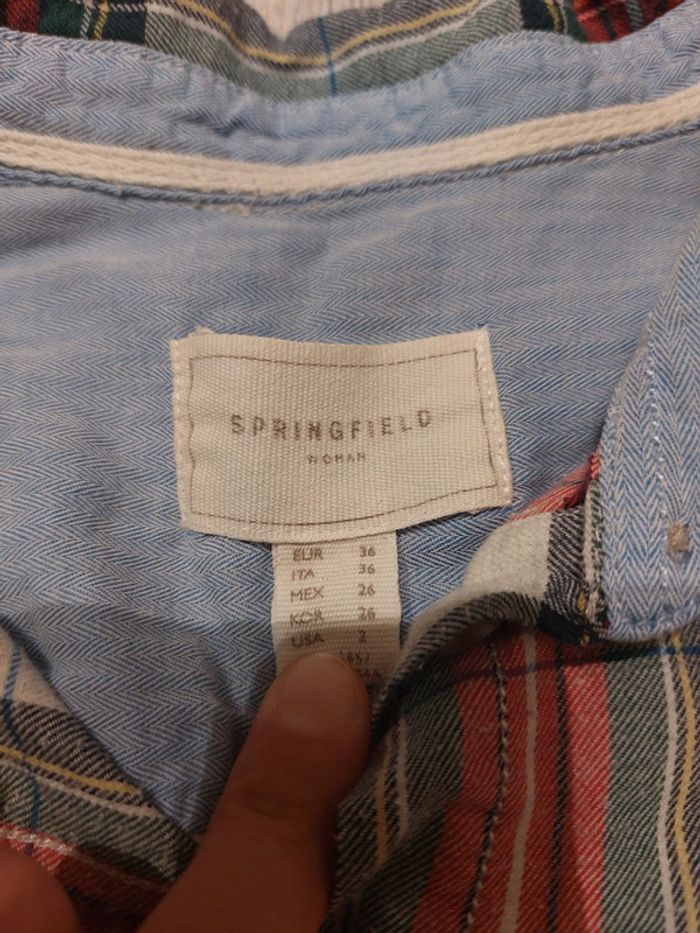 SPRINGFIELD
WOMAN
EUR 36
ITA 36
MEX 26
KOR 26
USA 2